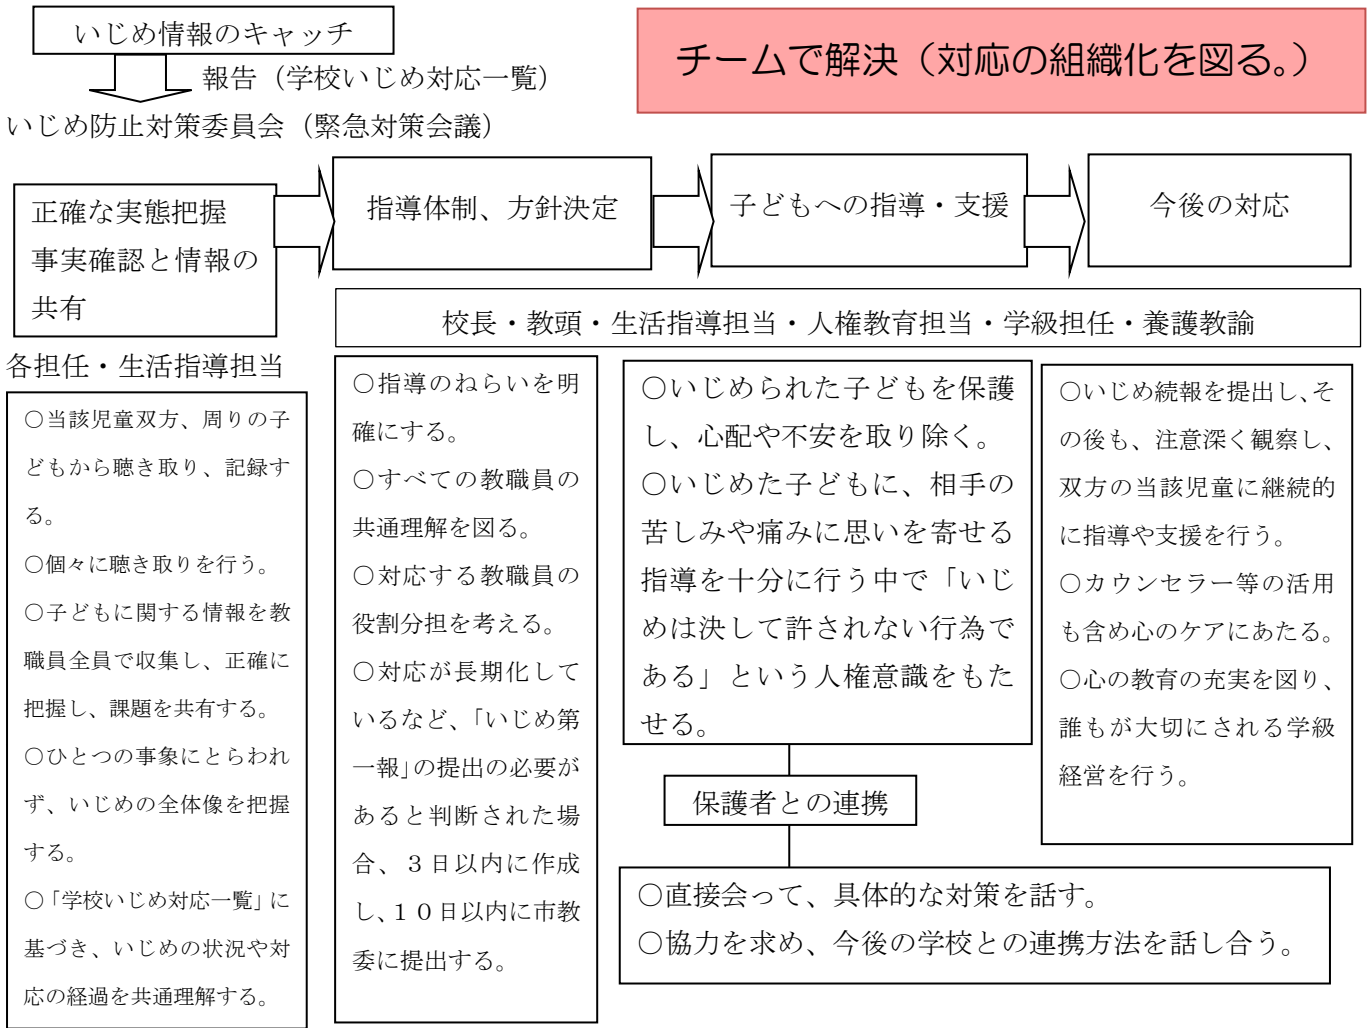 いじめ情報のキャッチ
チームで解決（対応の組織化を図る。）
報告（学校いじめ対応一覧）
いじめ防止対策委員会（緊急対策会議）
正確な実態把握
事実確認と情報の
共有
指導体制、方針決定
子どもへの指導・支援
今後の対応
校長・教頭・生活指導担当・人権教育担当・学級担任・養護教諭
各担任・生活指導担当
○当該児童双方、周りの子
どもから聴き取り、記録す
る。
○個々に聴き取りを行う。
○子どもに関する情報を教
職員全員で収集し、正確に
把握し、課題を共有する。
○ひとつの事象にとらわれ
ず、いじめの全体像を把握
する。
○「学校いじめ対応一覧」に
基づき、いじめの状況や対
応の経過を共通理解する。
○指導のねらいを明
確にする。
○すべての教職員の
共通理解を図る。
○対応する教職員の
役割分担を考える。
○対応が長期化して
いるなど、「いじめ第
一報」の提出の必要が
あると判断された場
合、３日以内に作成
し、１０日以内に市教
委に提出する。
○いじめられた子どもを保護
し、心配や不安を取り除く。
○いじめた子どもに、相手の
苦しみや痛みに思いを寄せる
指導を十分に行う中で「いじ
めは決して許されない行為で
ある」という人権意識をもた
せる。
保護者との連携
○直接会って、具体的な対策を話す。
○協力を求め、今後の学校との連携方法を話し合う。
○いじめ続報を提出し、そ
の後も、注意深く観察し、
双方の当該児童に継続的
に指導や支援を行う。
○カウンセラー等の活用
も含め心のケアにあたる。
○心の教育の充実を図り、
誰もが大切にされる学級
経営を行う。